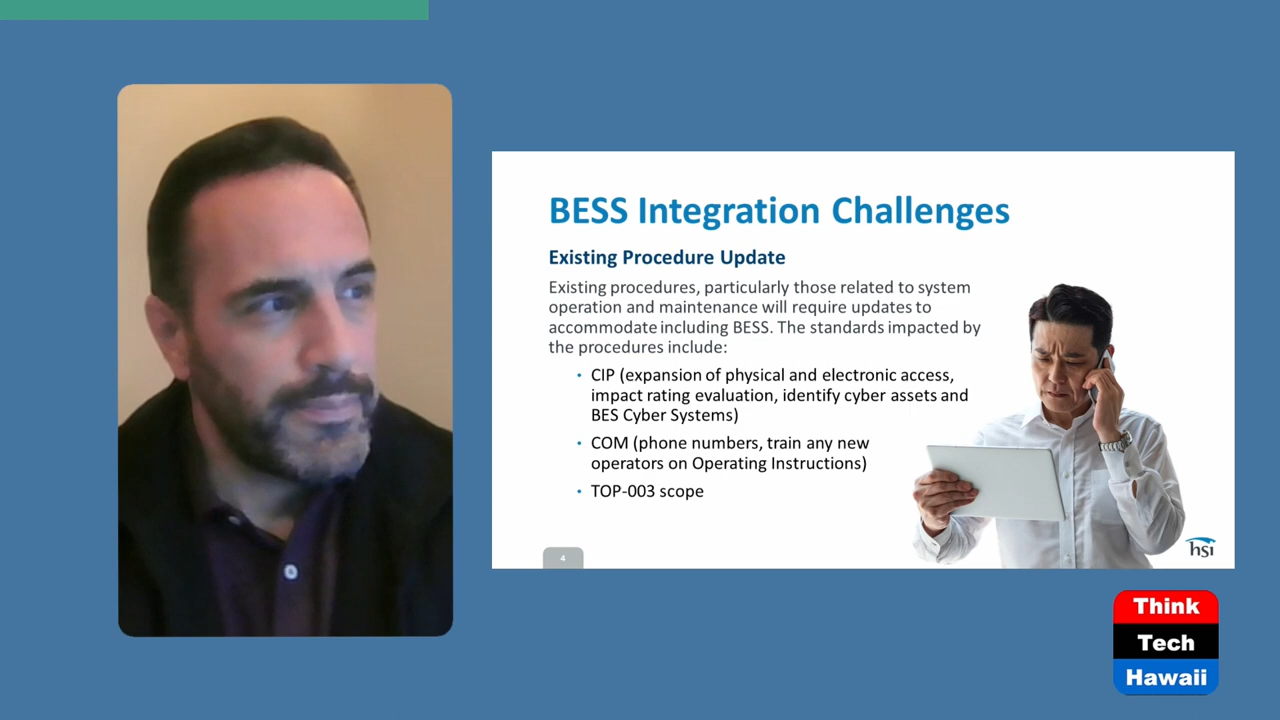 BESS Integration Challenges
Existing Procedure Update
Existing procedures, particularly those related to system
operation and maintenance will require updates to
accommodate including BESS. The standards impacted by
the procedures include:
• CIP (expansion of physical and electronic access,
impact rating evaluation, identify cyber assets and
BES Cyber Systems)
• COM (phone numbers, train any new
operators on Operating Instructions)
• TOP-003 scope
4
hsi
Think
Tech
Hawaii